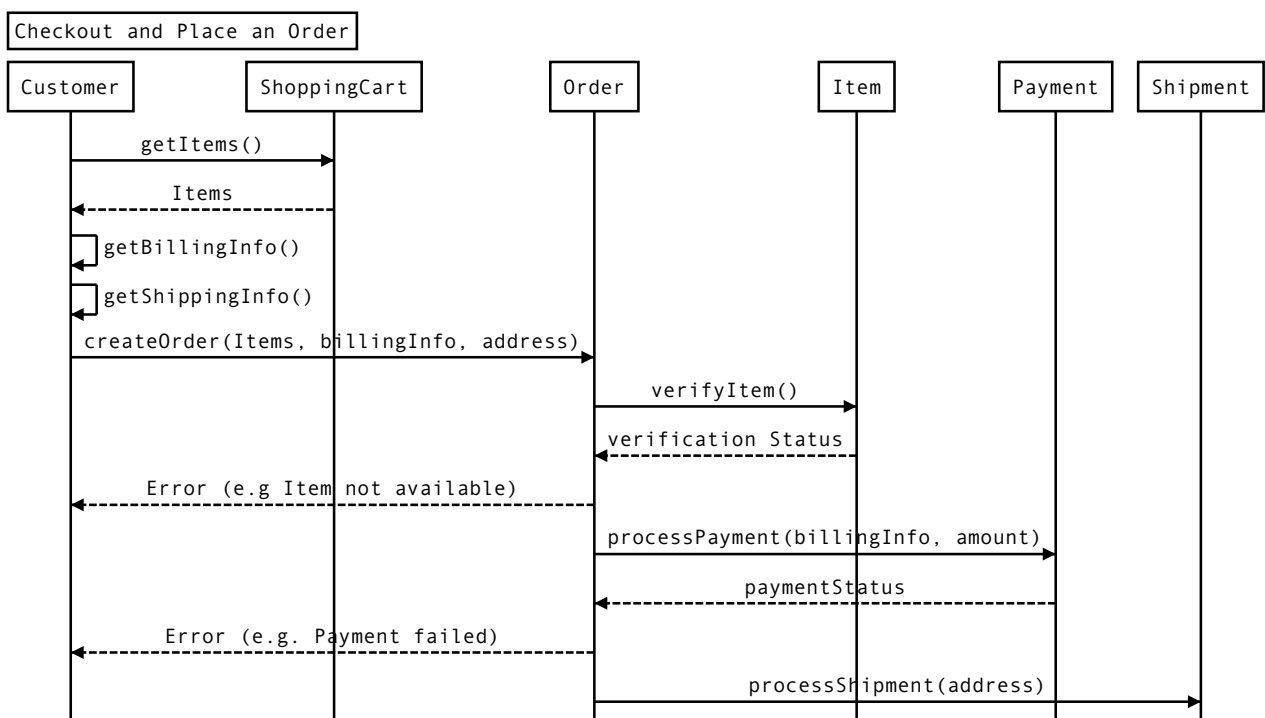 Checkout and Place an Order
Customer
ShoppingCart
Order
Item
Payment
Shipment
getItems()
Items
getBillingInfo()
getShippingInfo()
createOrder(Items, billingInfo, address)
verifyItem()
verification Status
Error (e.g Item not available)
processPayment(billingInfo, amount)
paymentStatus
Error (e.g. Payment failed)
processShipment(address)